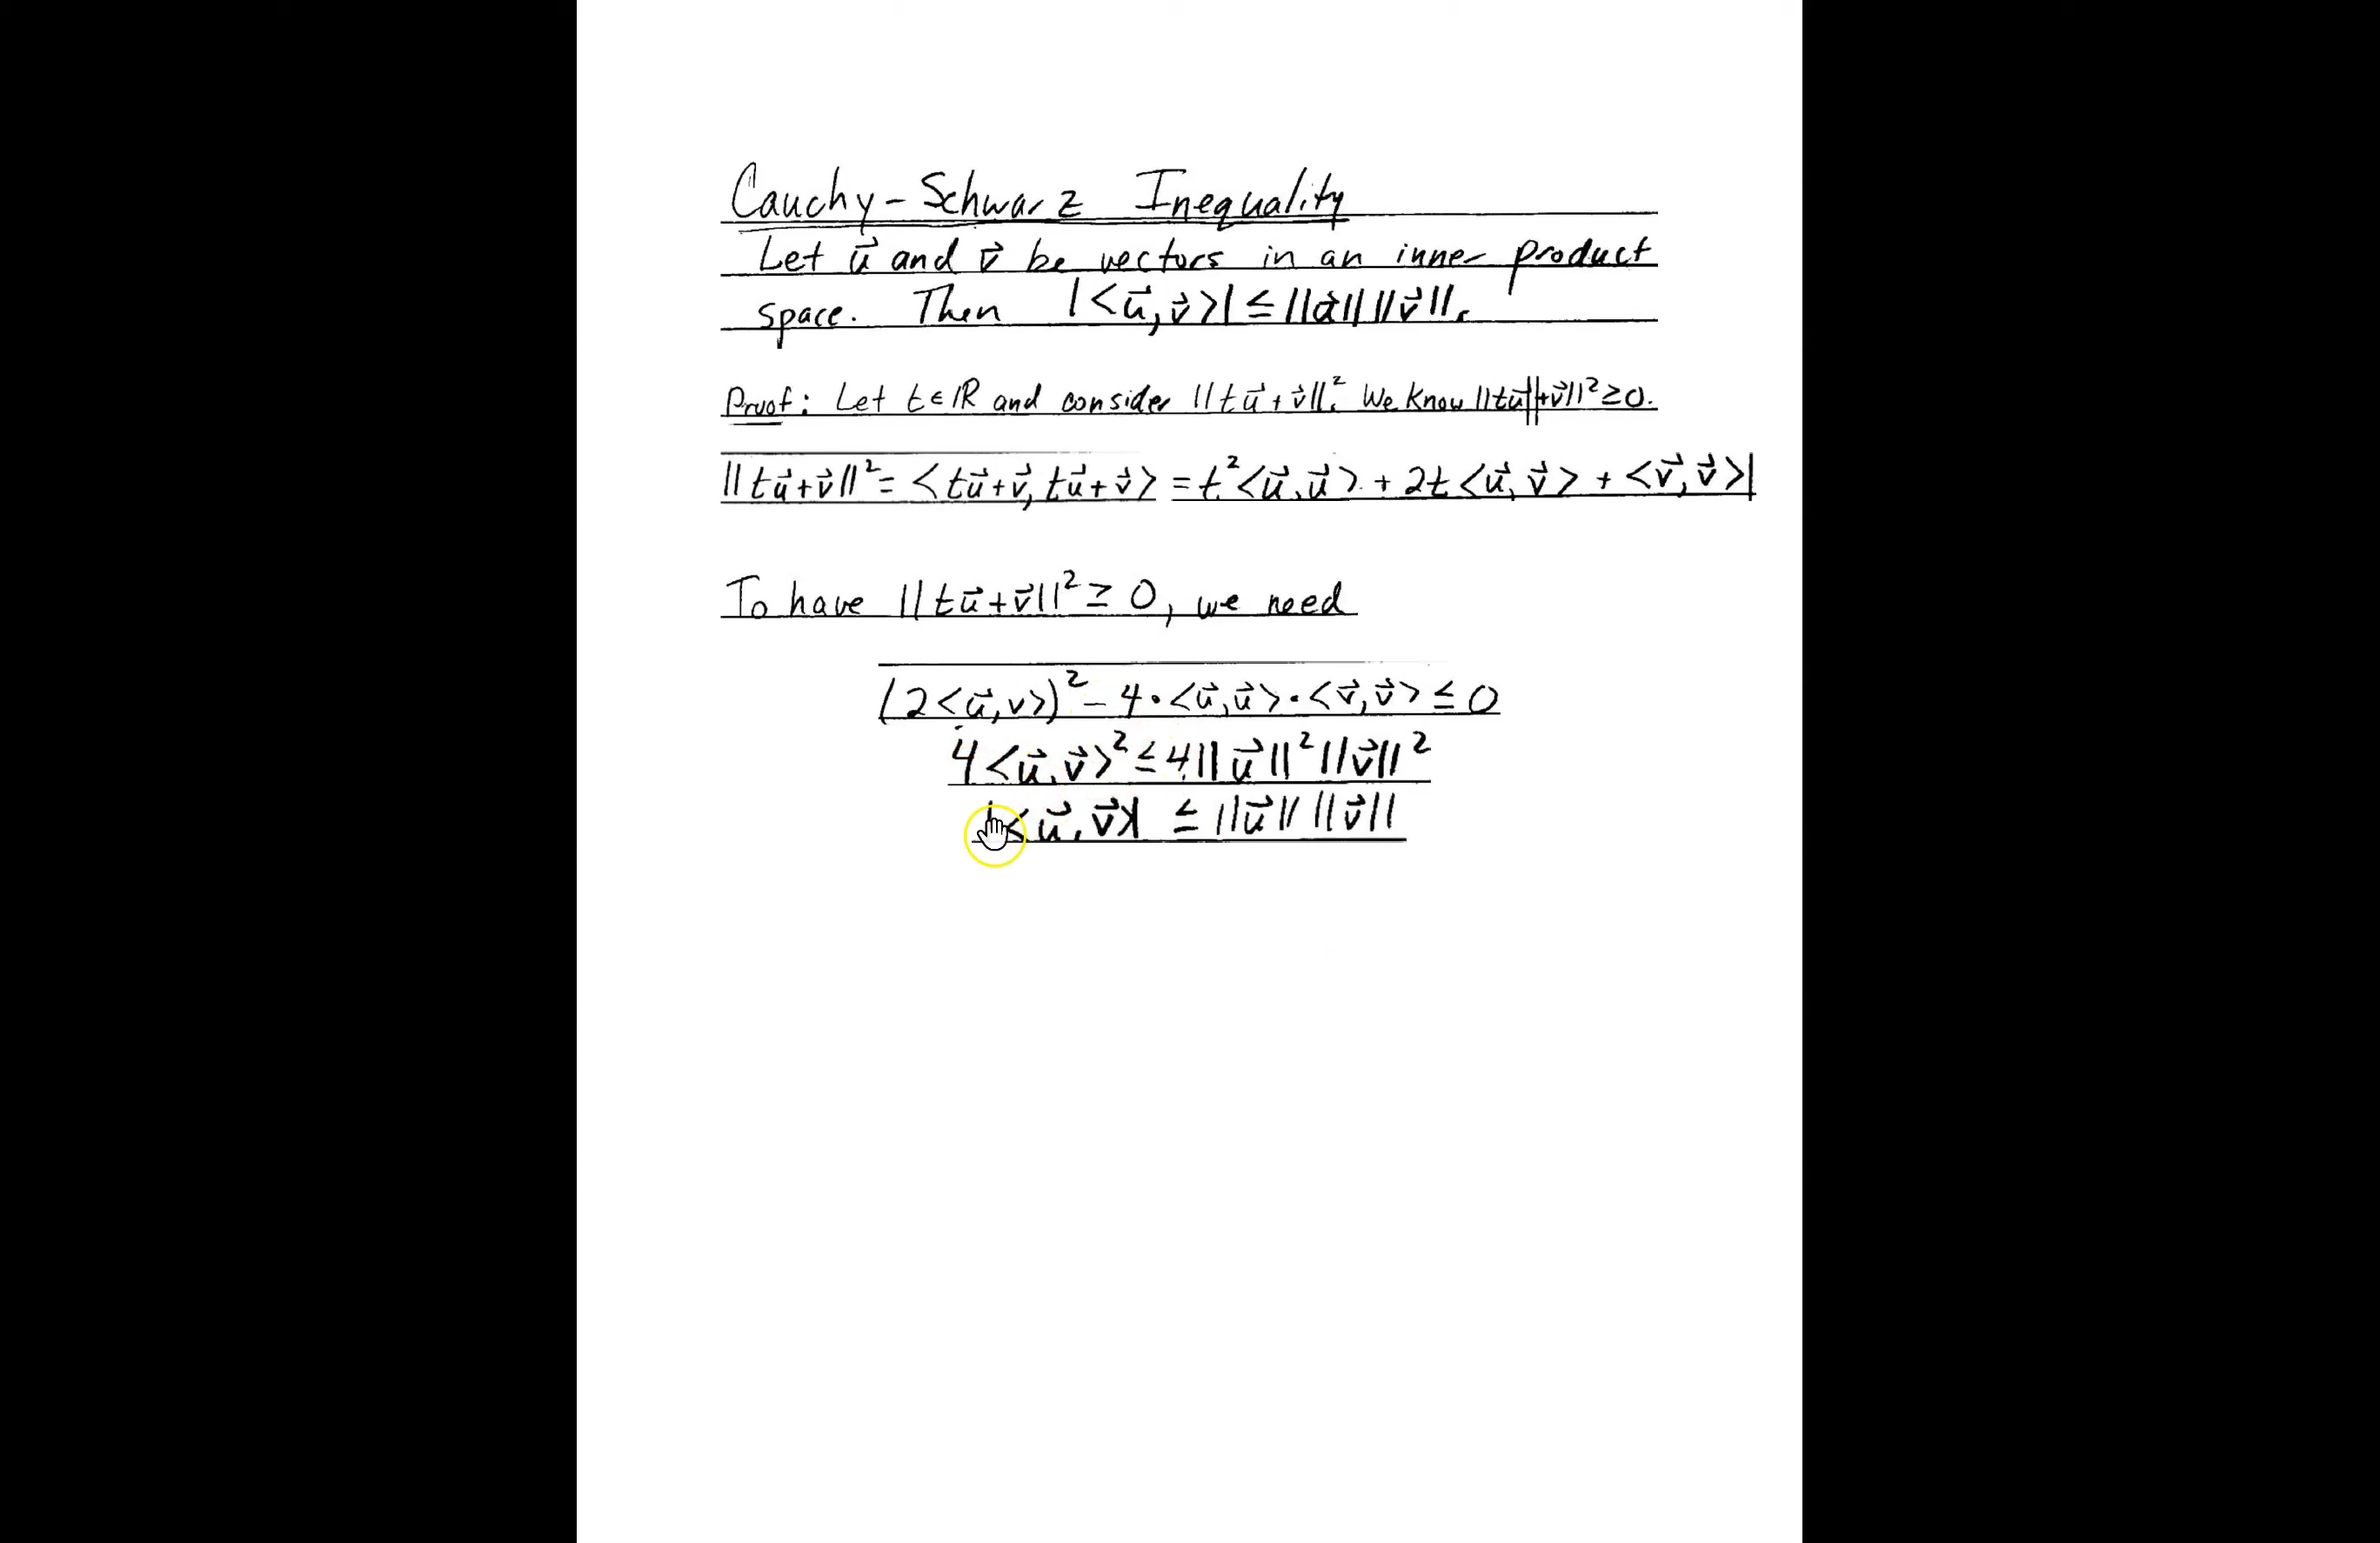 Cauchy-Schwarz Inequality
Let u⃗ and v⃗ be vectors in an inner product
space. Then |<u⃗,v⃗>| ≤ ||u⃗|| ||v⃗||.
Proof: Let t∈ℝ and consider ||tu⃗+v⃗||². We know ||tu⃗+v⃗||² ≥ 0.
||tu⃗+v⃗||² = <tu⃗+v⃗, tu⃗+v⃗> = t²<u⃗,u⃗> + 2t<u⃗,v⃗> + <v⃗,v⃗>
To have ||tu⃗+v⃗||² ≥ 0, we need
(2<u⃗,v>)² - 4·<u⃗,u⃗>·<v⃗,v⃗> ≤ 0
4<u⃗,v⃗>² ≤ 4||u⃗||²||v⃗||²
|<u⃗,v⃗>| ≤ ||u⃗|| ||v⃗||